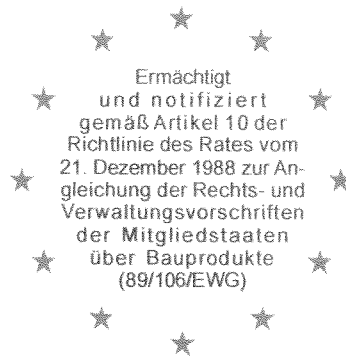 Ermächtigt
und notifiziert
gemäß Artikel 10 der
Richtlinie des Rates vom
21. Dezember 1988 zur An-
gleichung der Rechts- und
Verwaltungsvorschriften
der Mitgliedstaaten
über Bauprodukte
(89/106/EWG)